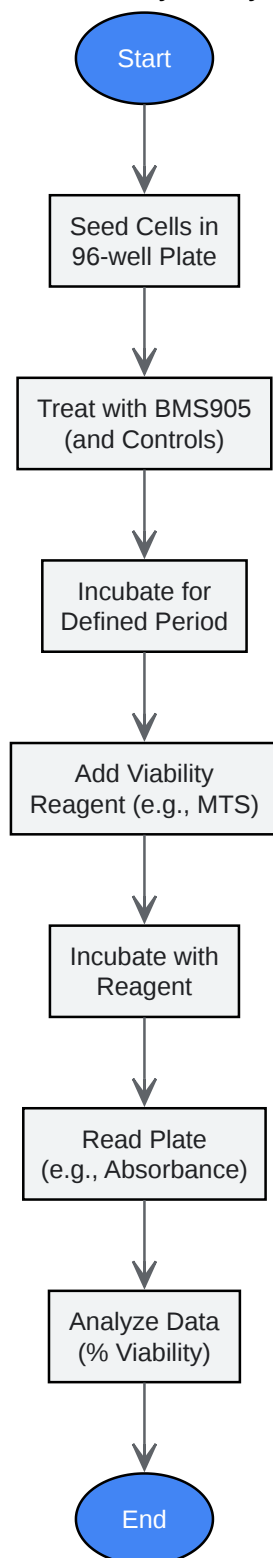 Start
Seed Cells in
96-well Plate
Treat with BMS905
(and Controls)
Incubate for
Defined Period
Add Viability
Reagent (e.g., MTS)
Incubate with
Reagent
Read Plate
(e.g., Absorbance)
Analyze Data
(% Viability)
End